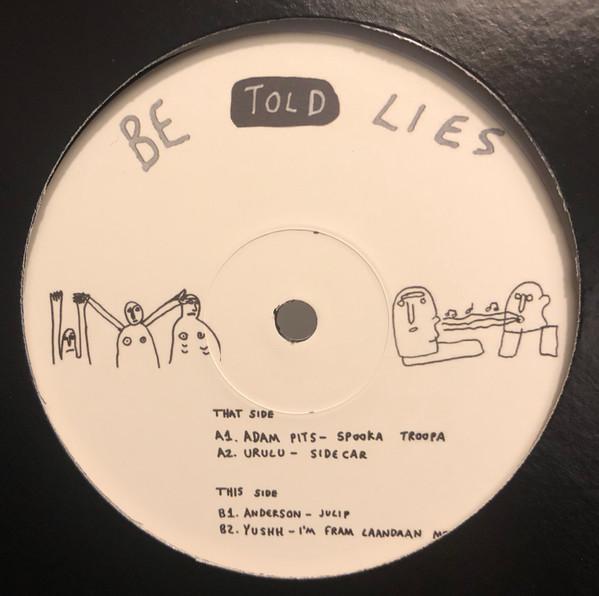 BE TOLD LIES
THAT SIDE
A1. ADAM PITS - SPOOKA TROOPA
A2. URULU - SIDECAR
THIS SIDE
B1. ANDERSON - JULIP
B2. YUSHH - I'M FRAM LAANDAAN